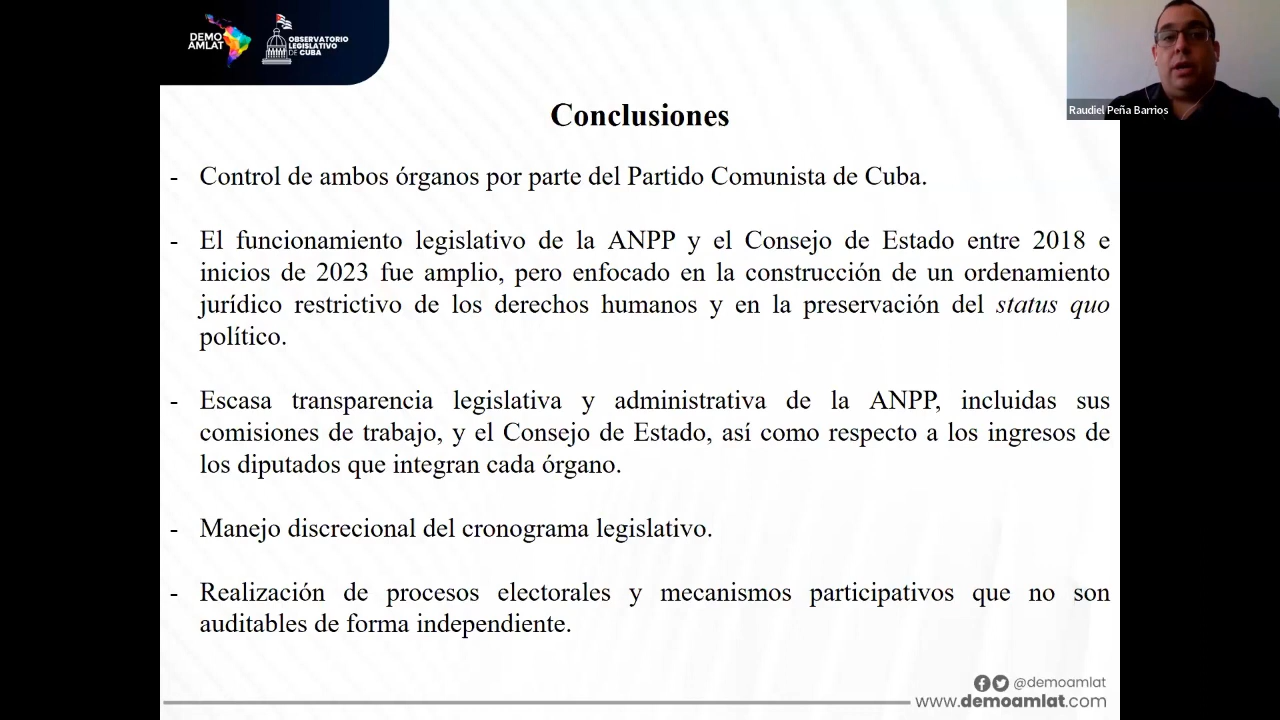 DEMO
AMLAT
OBSERVATORIO
LEGISLATIVO
DE CUBA
Raudiel Peña Barrios
Conclusiones
- Control de ambos órganos por parte del Partido Comunista de Cuba.
- El funcionamiento legislativo de la ANPP y el Consejo de Estado entre 2018 e
inicios de 2023 fue amplio, pero enfocado en la construcción de un ordenamiento
jurídico restrictivo de los derechos humanos y en la preservación del status quo
político.
- Escasa transparencia legislativa y administrativa de la ANPP, incluidas sus
comisiones de trabajo, y el Consejo de Estado, así como respecto a los ingresos de
los diputados que integran cada órgano.
- Manejo discrecional del cronograma legislativo.
- Realización de procesos electorales y mecanismos participativos que no son
auditables de forma independiente.
@demoamlat
www.demoamlat.com